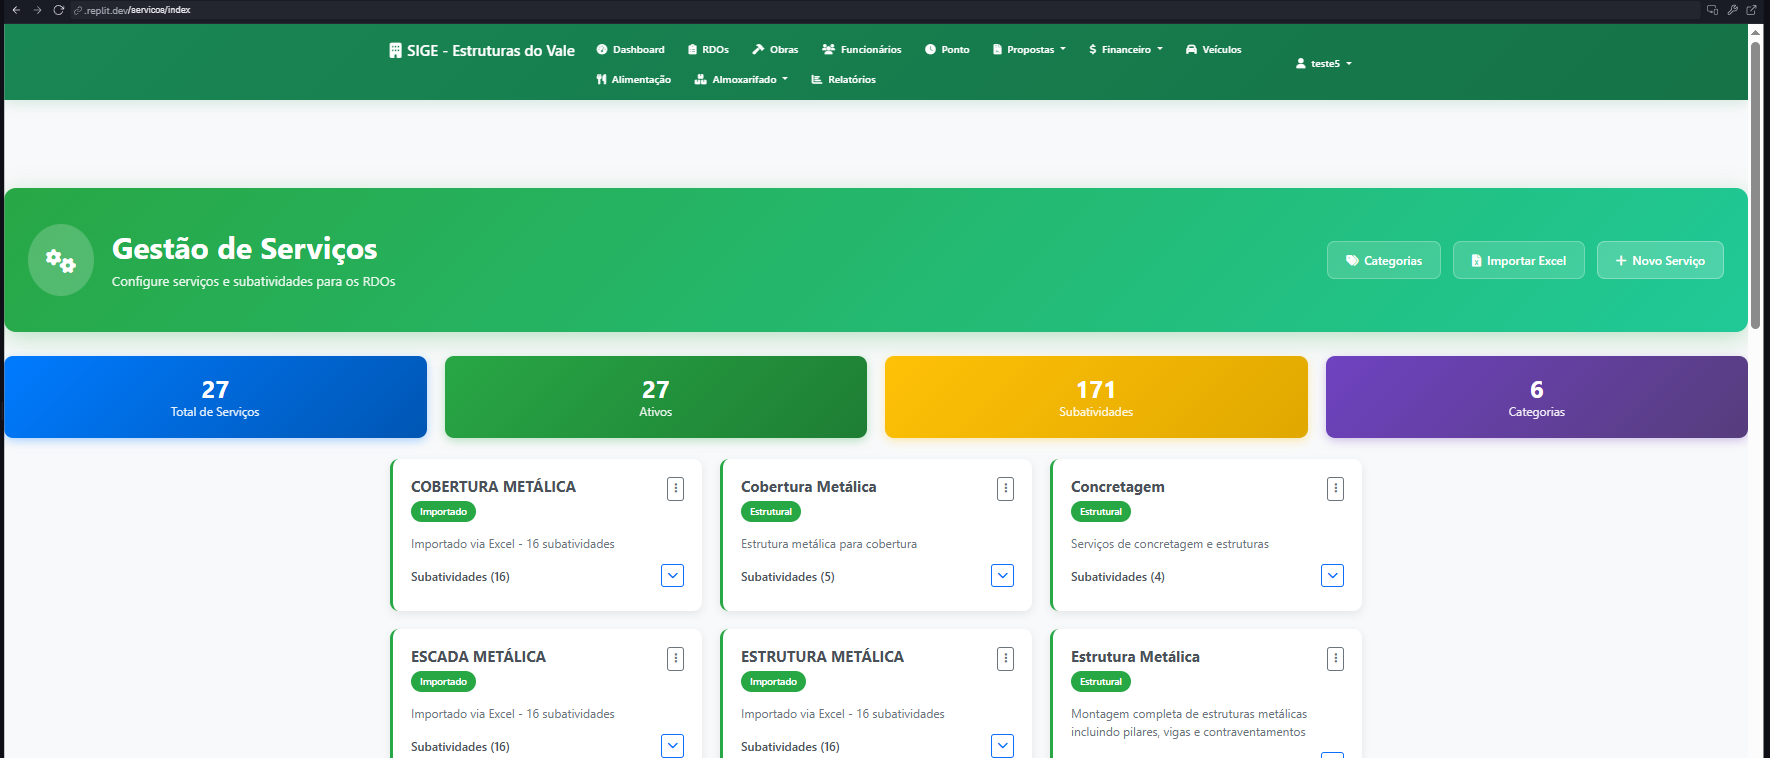 .replit.dev/servicos/index
SIGE - Estruturas do Vale
Dashboard
RDOs
Obras
Funcionários
Ponto
Propostas
Financeiro
Veículos
Alimentação
Almoxarifado
Relatórios
teste5
Gestão de Serviços
Configure serviços e subatividades para os RDOs
Categorias
Importar Excel
Novo Serviço
27
Total de Serviços
27
Ativos
171
Subatividades
6
Categorias
COBERTURA METÁLICA
Importado
Importado via Excel - 16 subatividades
Subatividades (16)
Cobertura Metálica
Estrutural
Estrutura metálica para cobertura
Subatividades (5)
Concretagem
Estrutural
Serviços de concretagem e estruturas
Subatividades (4)
ESCADA METÁLICA
Importado
Importado via Excel - 16 subatividades
Subatividades (16)
ESTRUTURA METÁLICA
Importado
Importado via Excel - 16 subatividades
Subatividades (16)
Estrutura Metálica
Estrutural
Montagem completa de estruturas metálicas
incluindo pilares, vigas e contraventamentos